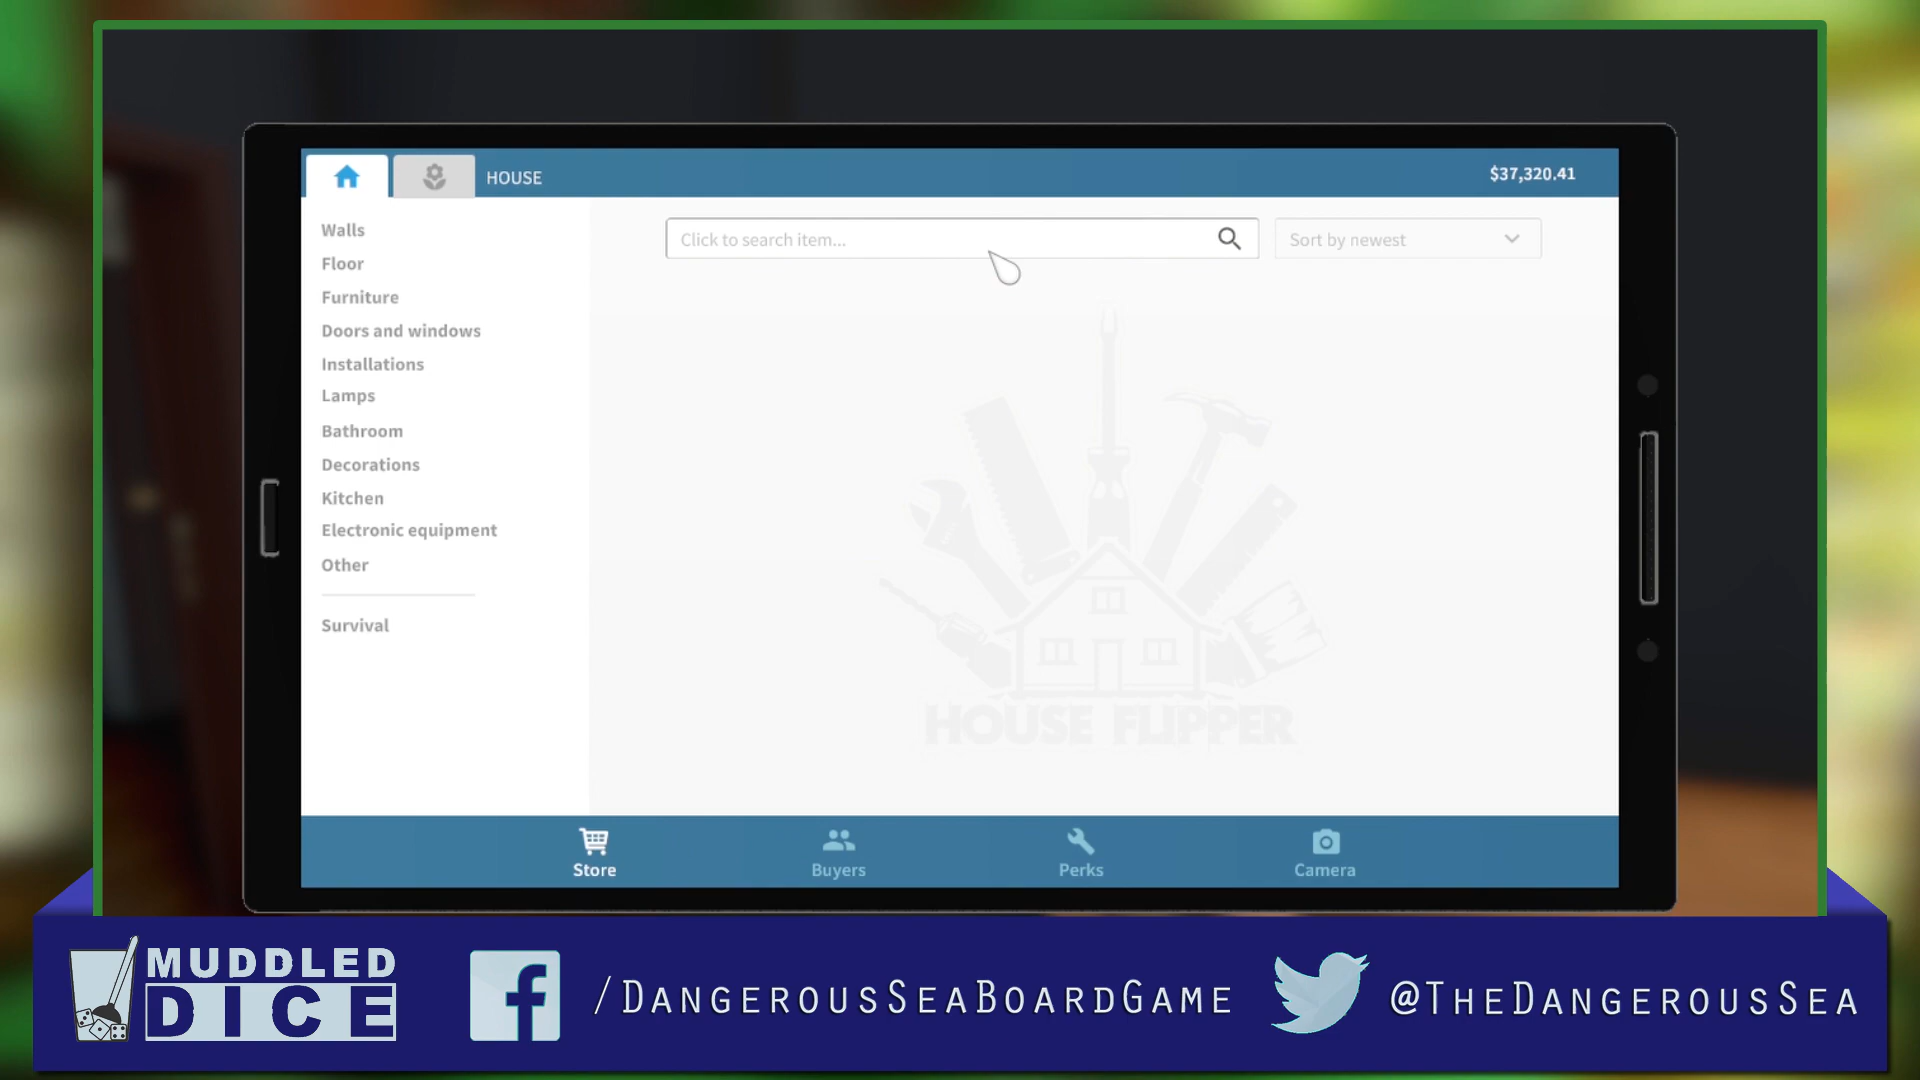 HOUSE
$37,320.41
Click to search item...
Sort by newest
Walls
Floor
Furniture
Doors and windows
Installations
Lamps
Bathroom
Decorations
Kitchen
Electronic equipment
Other
Survival
HOUSE FLIPPER
Store
Buyers
Perks
Camera
MUDDLED
DICE
/DANGEROUSSEABOARDGAME
@THEDANGEROUSSEA